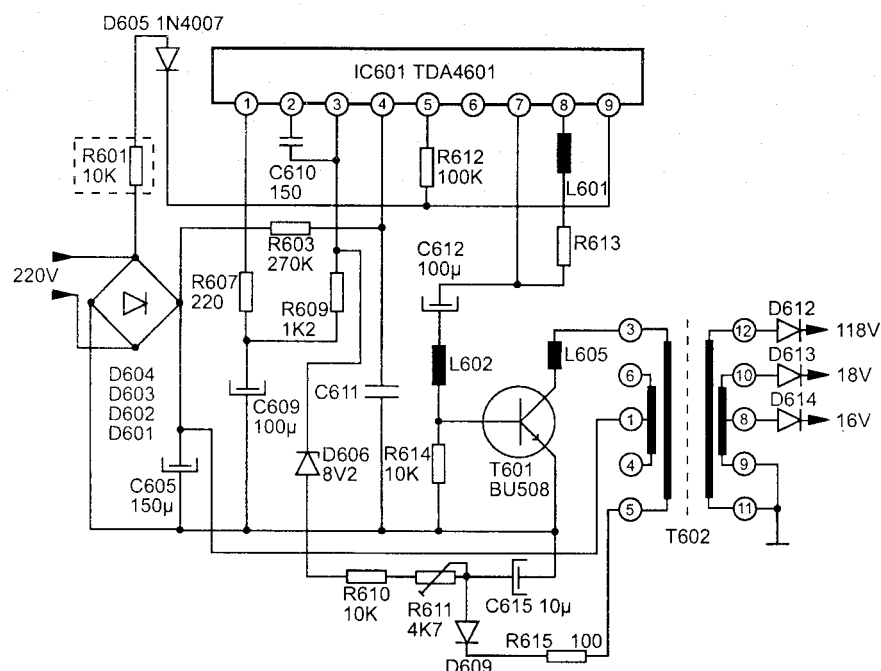 D605 1N4007
IC601 TDA4601
1 2 3 4 5 6 7 8 9
R601
10K
C610
150
R612
100K
L601
R603
270K
C612
100µ
R613
220V
R607
220
R609
1K2
D604
D603
D602
D601
C609
100µ
C611
L602
L605
D606
8V2
R614
10K
T601
BU508
C605
150µ
3
6
1
4
5
12
10
8
9
11
D612
118V
D613
18V
D614
16V
T602
R610
10K
R611
4K7
C615 10µ
D609
R615 100